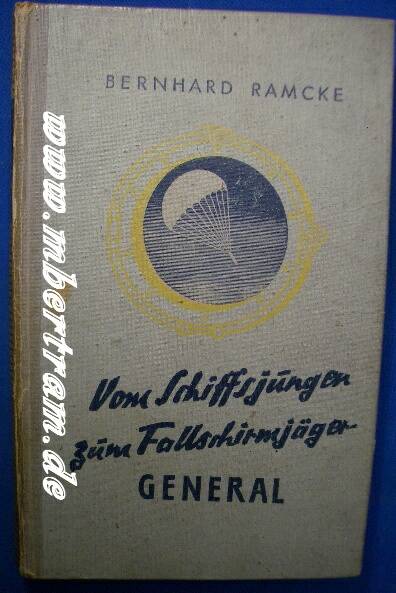 BERNHARD RAMCKE
Vom Schiffsjungen
zum Fallschirmjäger-
GENERAL
www.mbertram.de